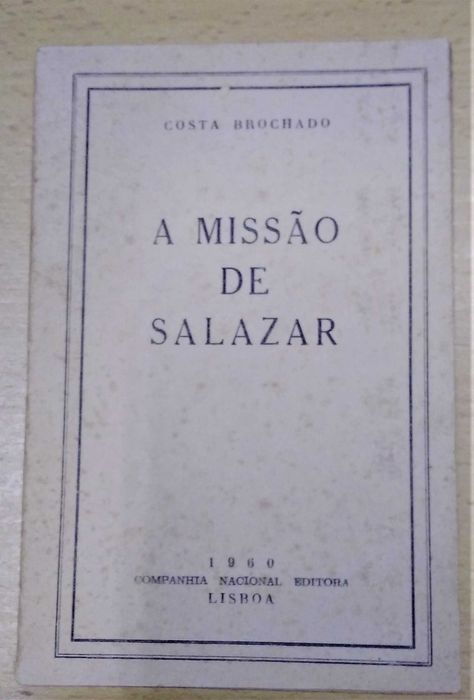 COSTA BROCHADO
A MISSÃO
DE
SALAZAR
1960
COMPANHIA NACIONAL EDITORA
LISBOA